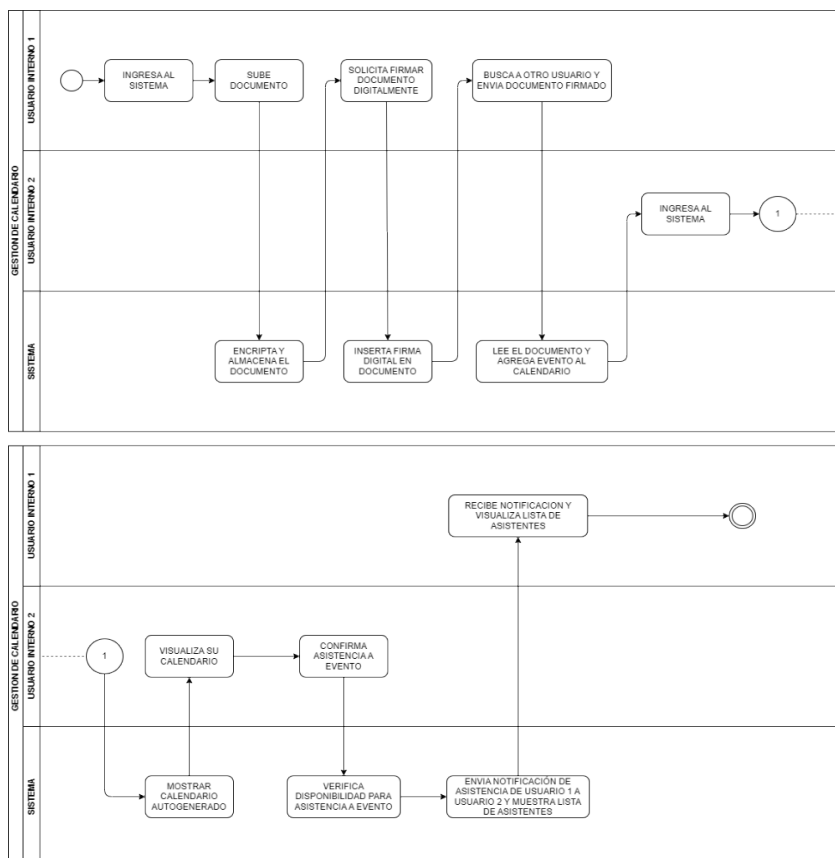 GESTION DE CALENDARIO
USUARIO INTERNO 1
INGRESA AL
SISTEMA
SUBE
DOCUMENTO
SOLICITA FIRMAR
DOCUMENTO
DIGITALMENTE
BUSCA A OTRO USUARIO Y
ENVIA DOCUMENTO FIRMADO
USUARIO INTERNO 2
INGRESA AL
SISTEMA
1
SISTEMA
ENCRIPTA Y
ALMACENA EL
DOCUMENTO
INSERTA FIRMA
DIGITAL EN
DOCUMENTO
LEE EL DOCUMENTO Y
AGREGA EVENTO AL
CALENDARIO
GESTION DE CALENDARIO
USUARIO INTERNO 1
RECIBE NOTIFICACION Y
VISUALIZA LISTA DE
ASISTENTES
USUARIO INTERNO 2
1
VISUALIZA SU
CALENDARIO
CONFIRMA
ASISTENCIA A
EVENTO
SISTEMA
MOSTRAR
CALENDARIO
AUTOGENERADO
VERIFICA
DISPONIBILIDAD PARA
ASISTENCIA A EVENTO
ENVIA NOTIFICACIÓN DE
ASISTENCIA DE USUARIO 1 A
USUARIO 2 Y MUESTRA LISTA
DE ASISTENTES